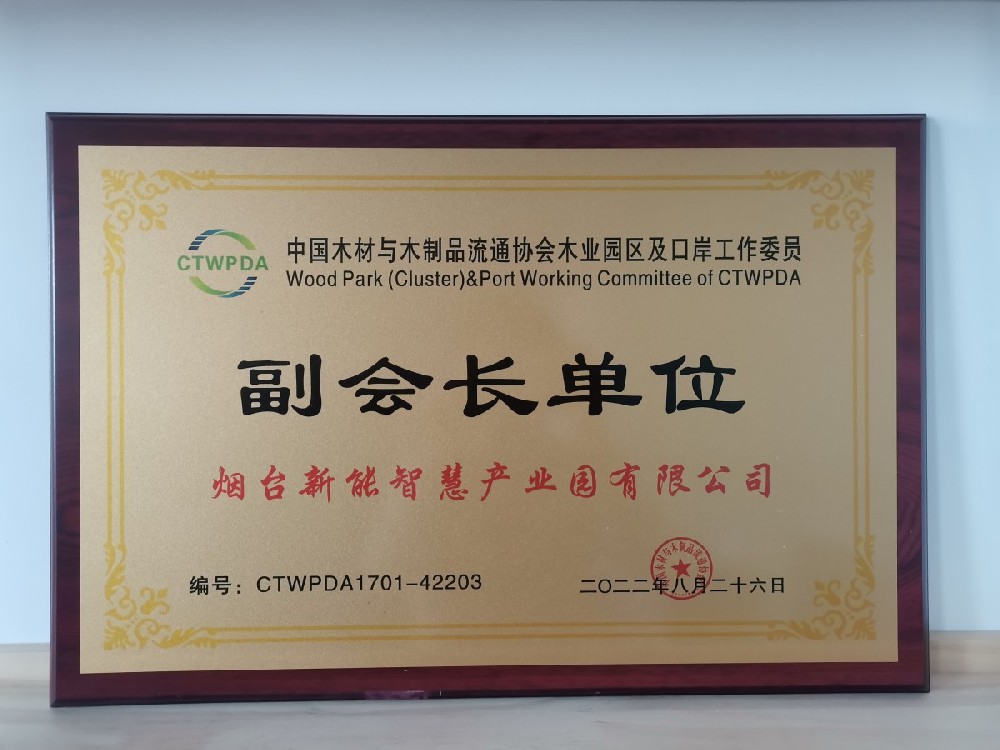 CTWPDA
中国木材与木制品流通协会木业园区及口岸工作委员
Wood Park (Cluster)&Port Working Committee of CTWPDA
副会长单位
烟台新能智慧产业园有限公司
编号：CTWPDA1701-42203
二〇二二年八月二十六日